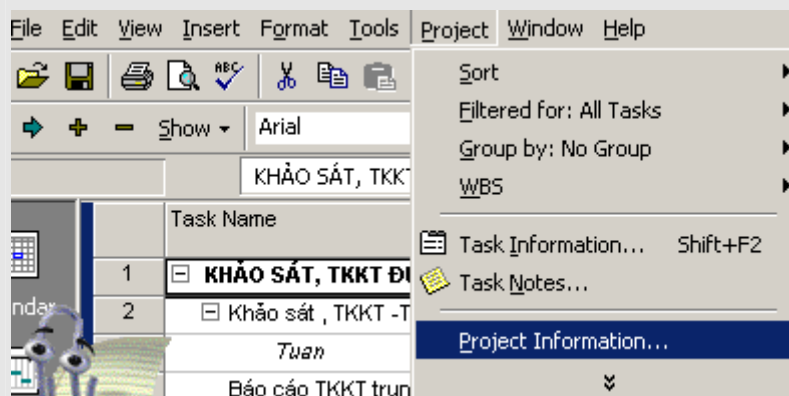 File Edit View Insert Format Tools Project Window Help
ABC
Show Arial
KHẢO SÁT, TKK
Task Name
1 KHẢO SÁT, TKKT
2 Khảo sát , TKKT -T
Tuan
Báo cáo TKKT trun
Sort
Filtered for: All Tasks
Group by: No Group
WBS
Task Information... Shift+F2
Task Notes...
Project Information...